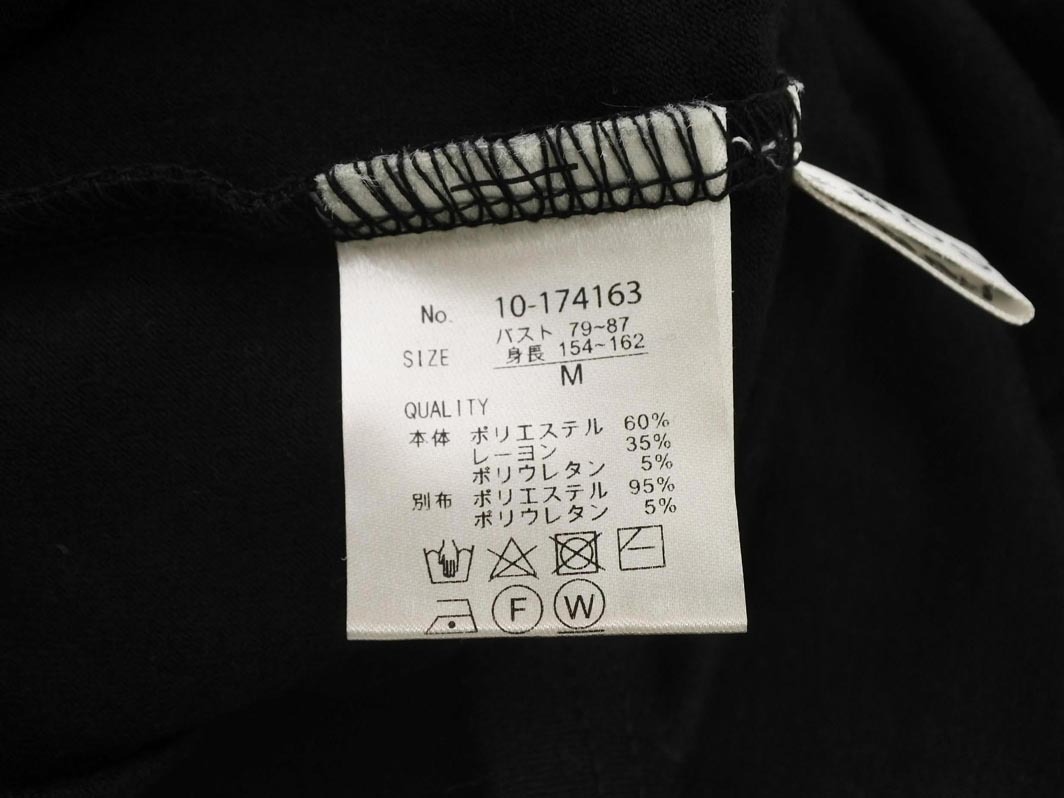 No. 10-174163
SIZE バスト 79~87
身長 154~162
M
QUALITY
本体 ポリエステル 60%
レーヨン 35%
ポリウレタン 5%
別布 ポリエステル 95%
ポリウレタン 5%
F W